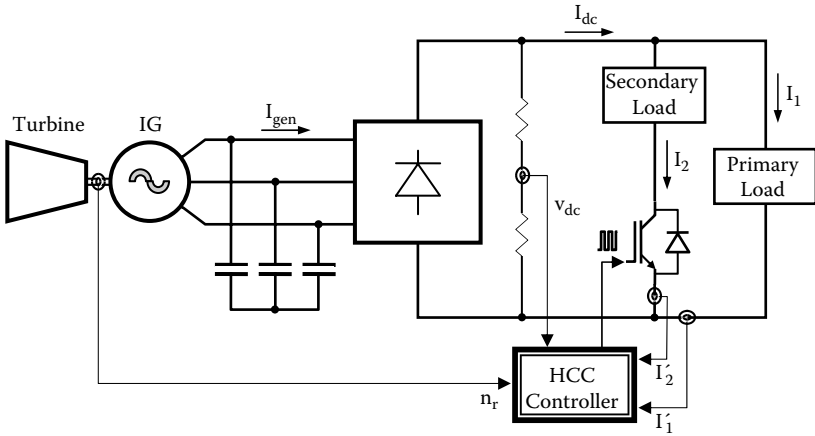 I_dc
Secondary
Load
I_1
Turbine
IG
I_gen
I_2
Primary
Load
v_dc
HCC
Controller
n_r
I´_2
I´_1